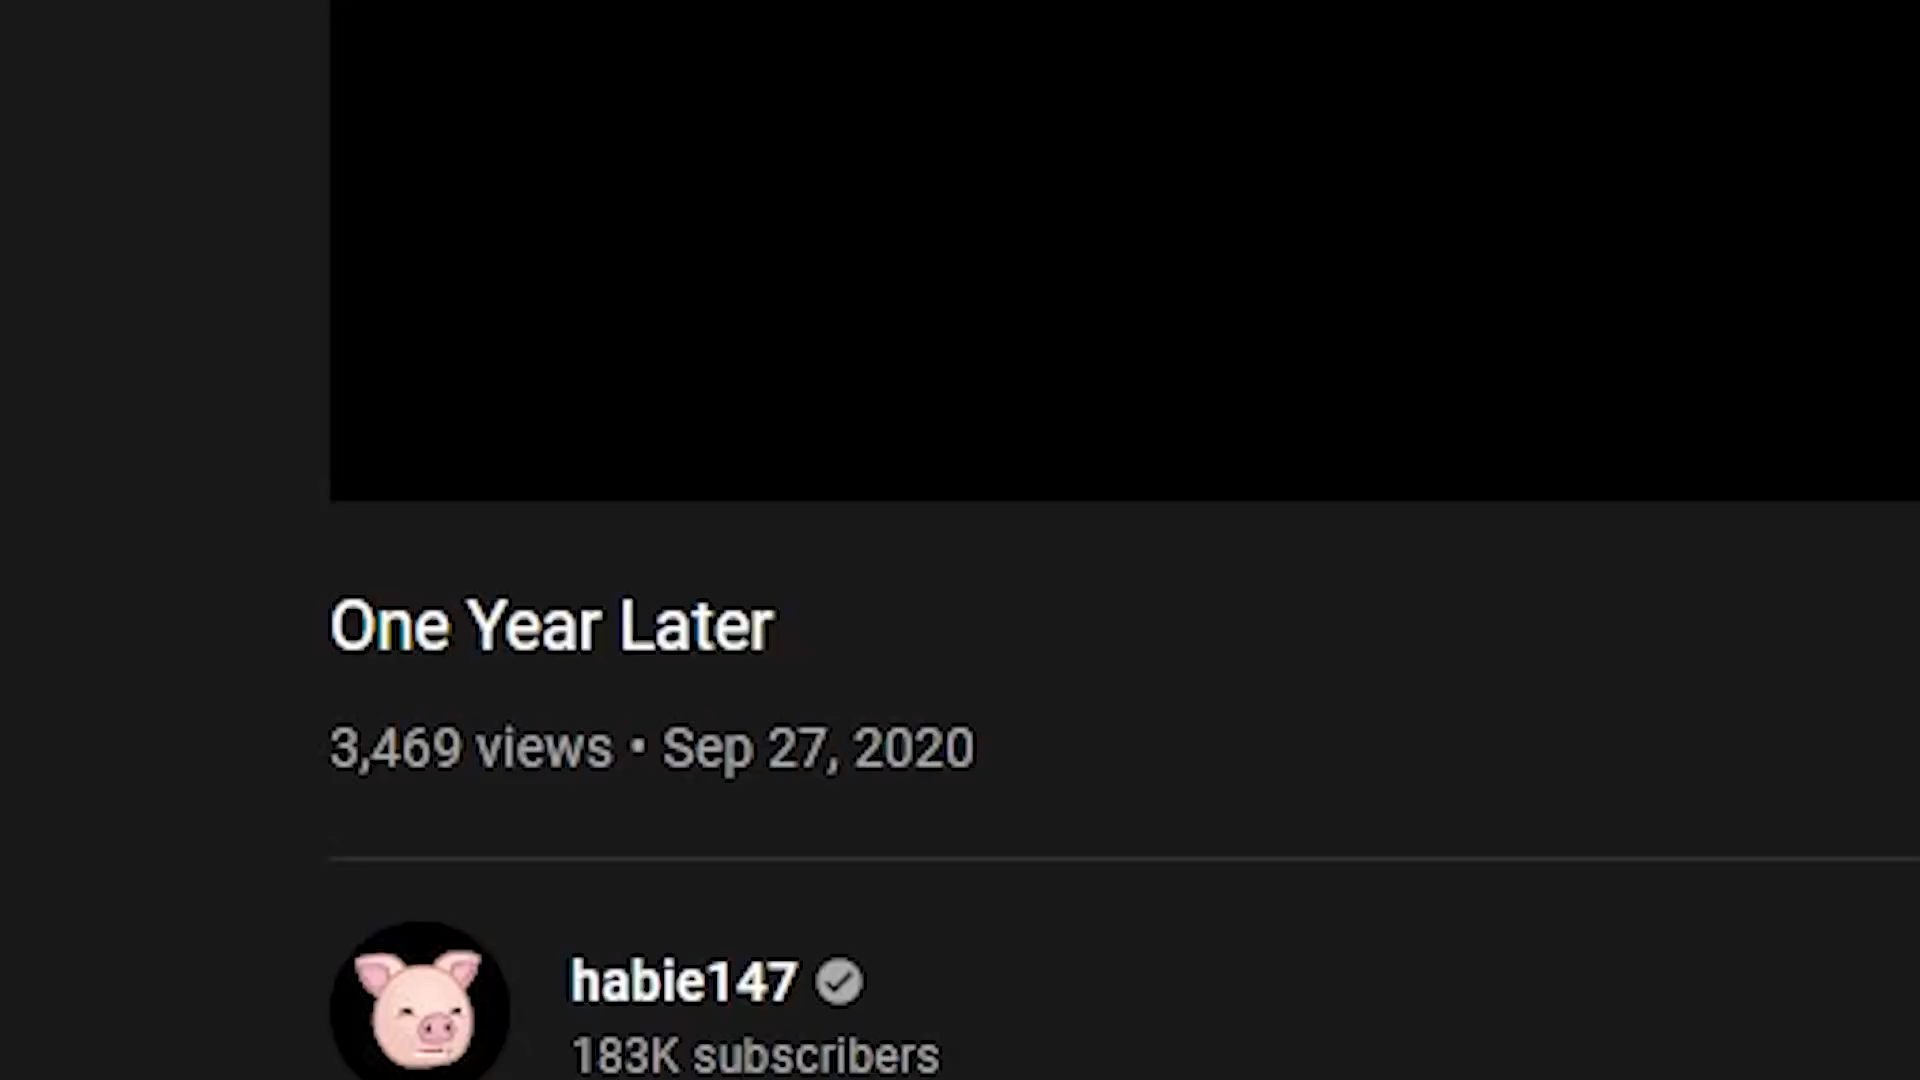 One Year Later
3,469 views • Sep 27, 2020
habie147
183K subscribers